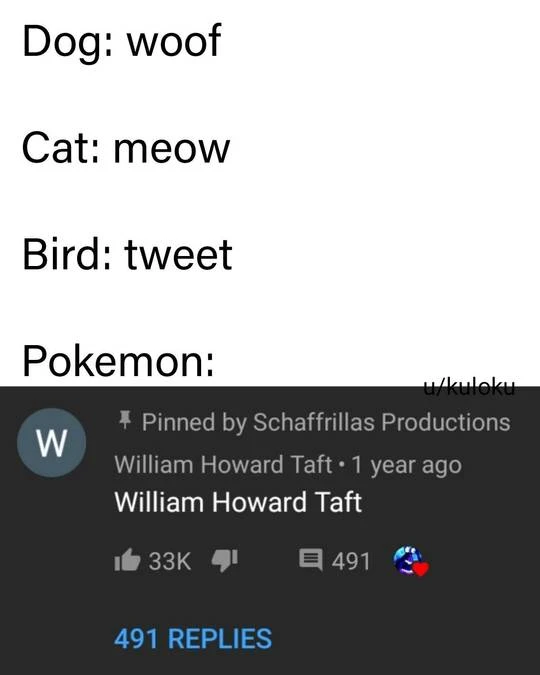 Dog: woof
Cat: meow
Bird: tweet
Pokemon:
u/kuloku
W
Pinned by Schaffrillas Productions
William Howard Taft • 1 year ago
William Howard Taft
33K 491
491 REPLIES